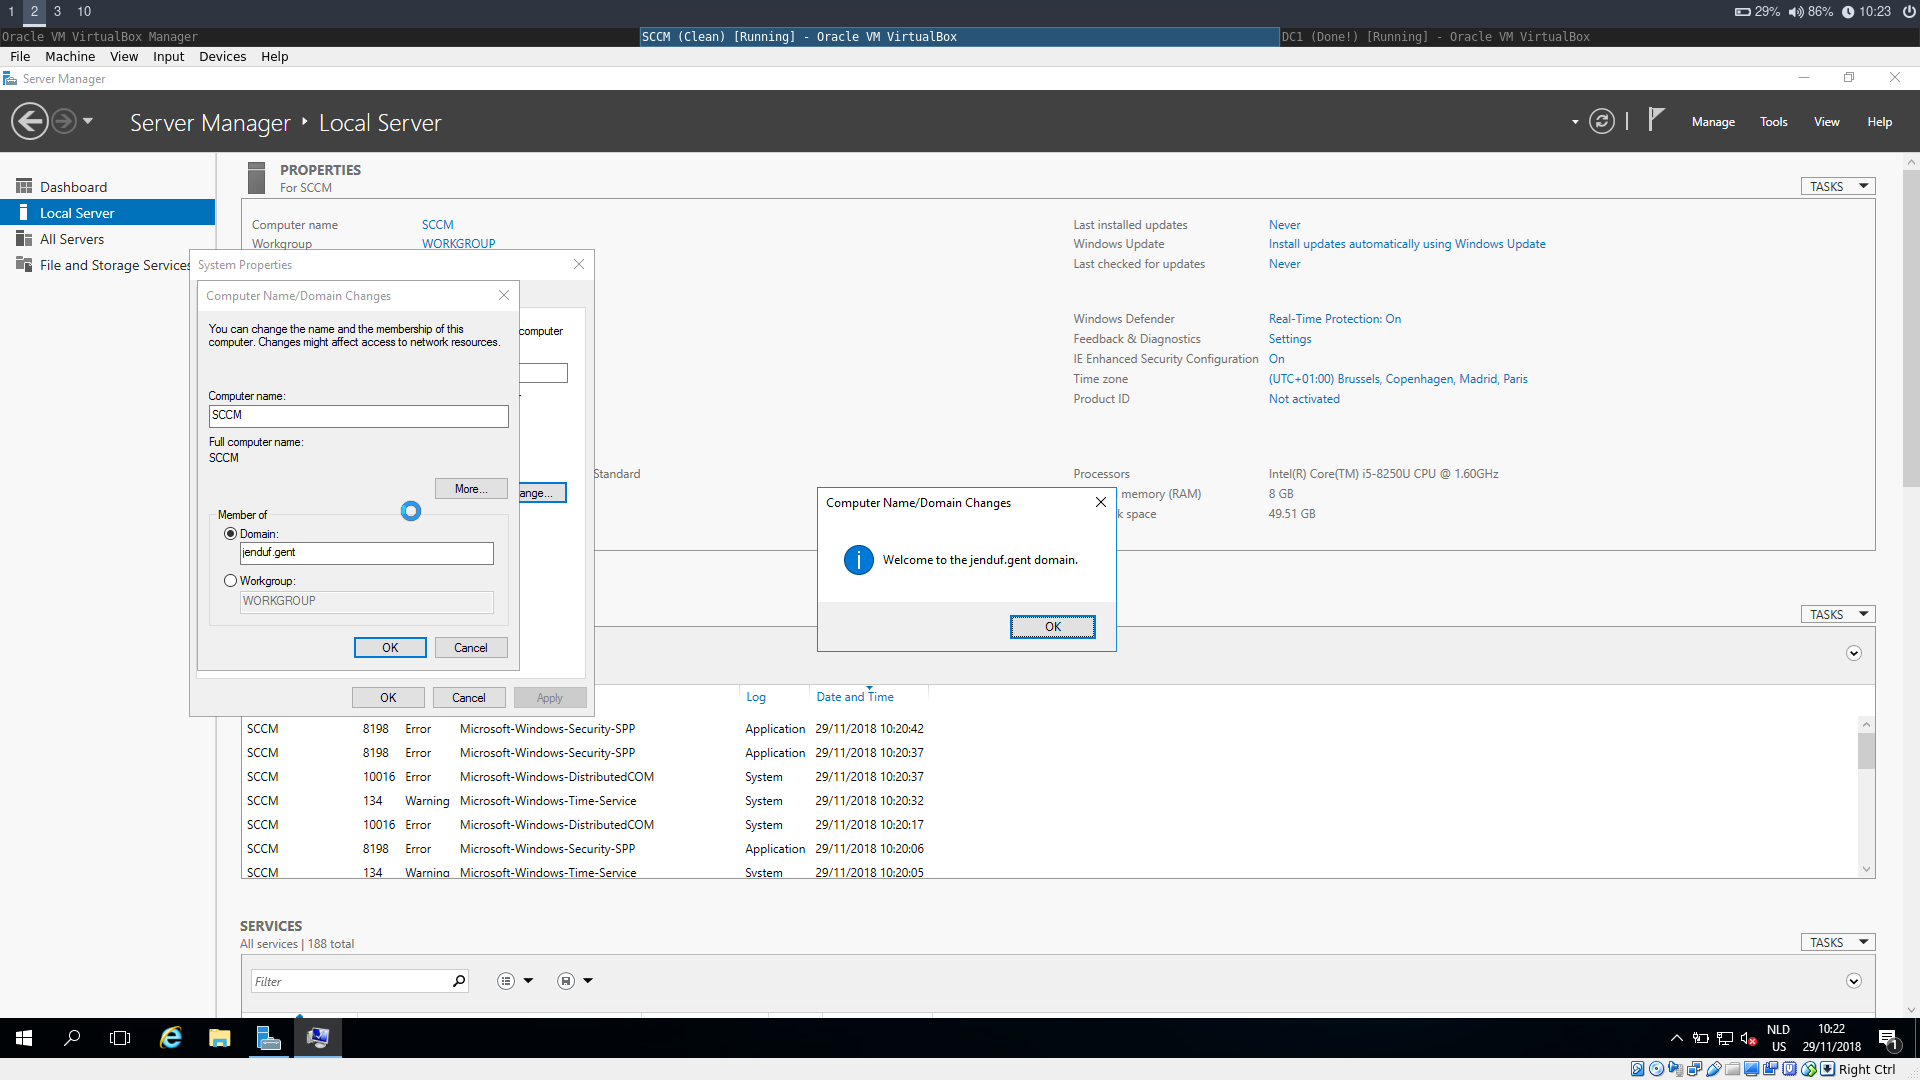 1 2 3 10
29% 86% 10:23
Oracle VM VirtualBox Manager
SCCM (Clean) [Running] - Oracle VM VirtualBox
DC1 (Done!) [Running] - Oracle VM VirtualBox
File Machine View Input Devices Help
Server Manager
Server Manager ‣ Local Server
Manage Tools View Help
Dashboard
Local Server
All Servers
File and Storage Services
PROPERTIES
For SCCM
TASKS
Computer name SCCM
Workgroup WORKGROUP
Last installed updates Never
Windows Update Install updates automatically using Windows Update
Last checked for updates Never
Windows Defender Real-Time Protection: On
Feedback & Diagnostics Settings
IE Enhanced Security Configuration On
Time zone (UTC+01:00) Brussels, Copenhagen, Madrid, Paris
Product ID Not activated
Standard
Processors Intel(R) Core(TM) i5-8250U CPU @ 1.60GHz
memory (RAM) 8 GB
space 49.51 GB
System Properties
computer
ange...
OK Cancel Apply
Computer Name/Domain Changes
You can change the name and the membership of this
computer. Changes might affect access to network resources.
Computer name:
SCCM
Full computer name:
SCCM
More...
Member of
Domain:
jenduf.gent
Workgroup:
WORKGROUP
OK Cancel
Computer Name/Domain Changes
Welcome to the jenduf.gent domain.
OK
TASKS
Log Date and Time
SCCM 8198 Error Microsoft-Windows-Security-SPP Application 29/11/2018 10:20:42
SCCM 8198 Error Microsoft-Windows-Security-SPP Application 29/11/2018 10:20:37
SCCM 10016 Error Microsoft-Windows-DistributedCOM System 29/11/2018 10:20:37
SCCM 134 Warning Microsoft-Windows-Time-Service System 29/11/2018 10:20:32
SCCM 10016 Error Microsoft-Windows-DistributedCOM System 29/11/2018 10:20:17
SCCM 8198 Error Microsoft-Windows-Security-SPP Application 29/11/2018 10:20:06
SCCM 134 Warning Microsoft-Windows-Time-Service System 29/11/2018 10:20:05
SERVICES
All services | 188 total
TASKS
Filter
NLD
US
10:22
29/11/2018
1
Right Ctrl